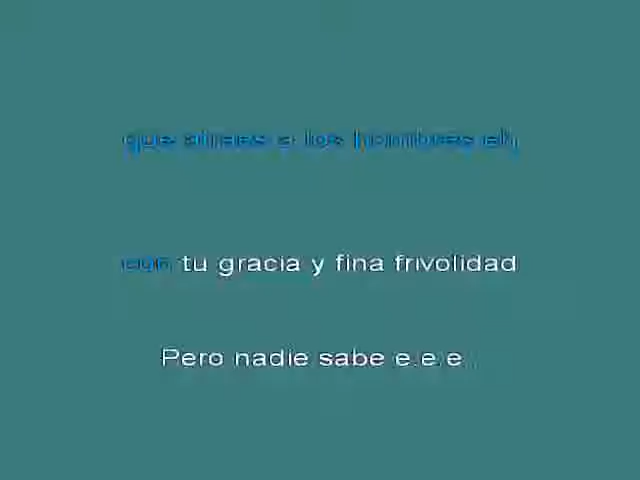 que atraes a los hombres eh
con tu gracia y fina frivolidad
Pero nadie sabe e.e.e..